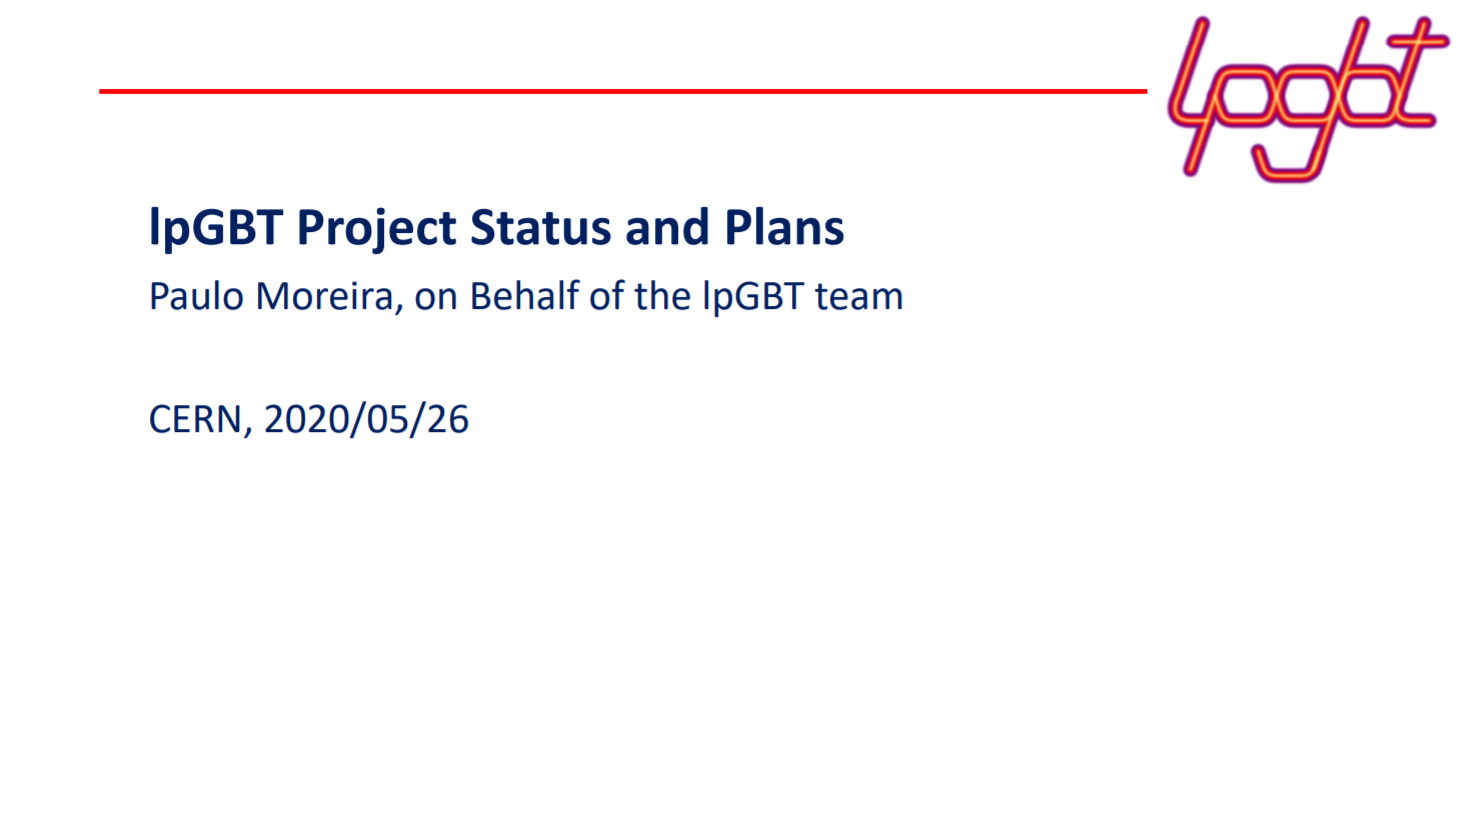 lpgbt
lpGBT Project Status and Plans
Paulo Moreira, on Behalf of the lpGBT team
CERN, 2020/05/26